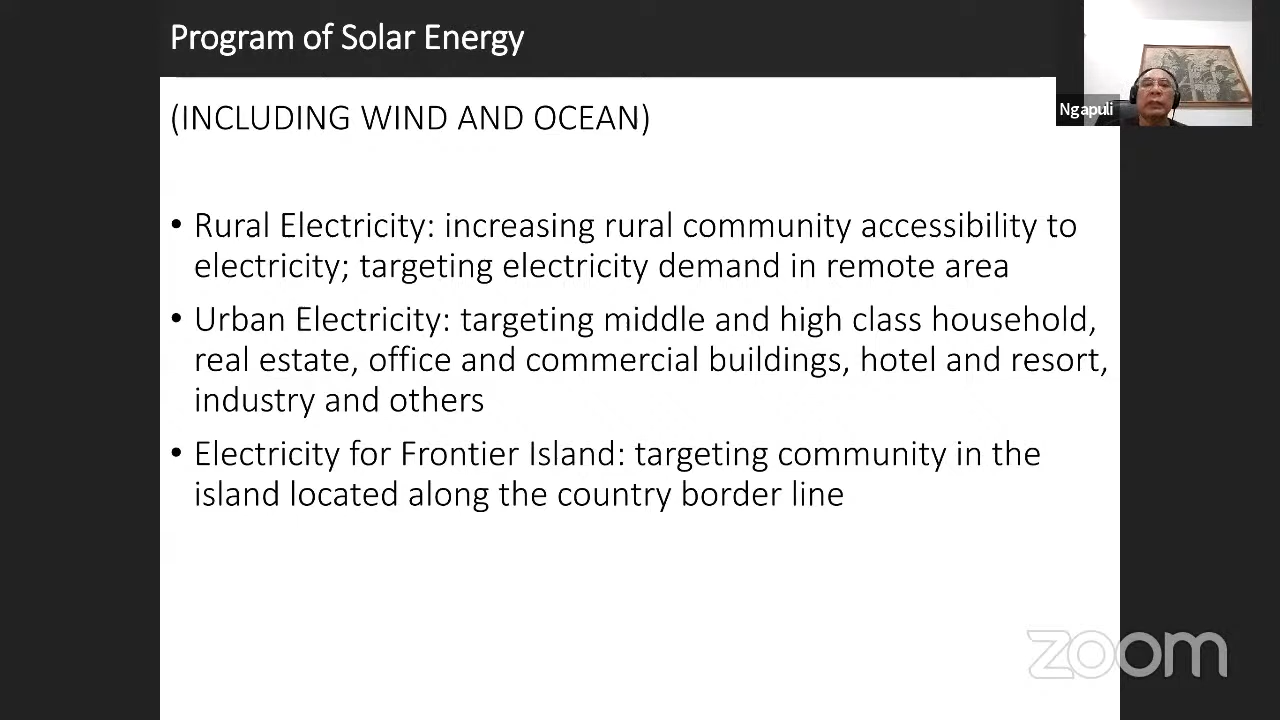 Program of Solar Energy
Ngapuli
(INCLUDING WIND AND OCEAN)
• Rural Electricity: increasing rural community accessibility to
electricity; targeting electricity demand in remote area
• Urban Electricity: targeting middle and high class household,
real estate, office and commercial buildings, hotel and resort,
industry and others
• Electricity for Frontier Island: targeting community in the
island located along the country border line
zoom